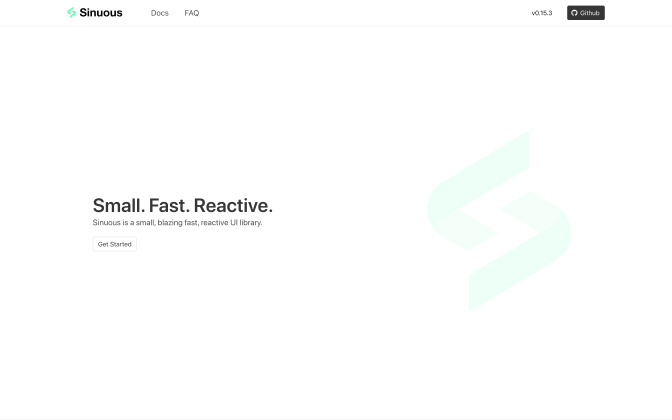 Sinuous
Docs
FAQ
v0.15.3
Github
Small. Fast. Reactive.
Sinuous is a small, blazing fast, reactive UI library.
Get Started